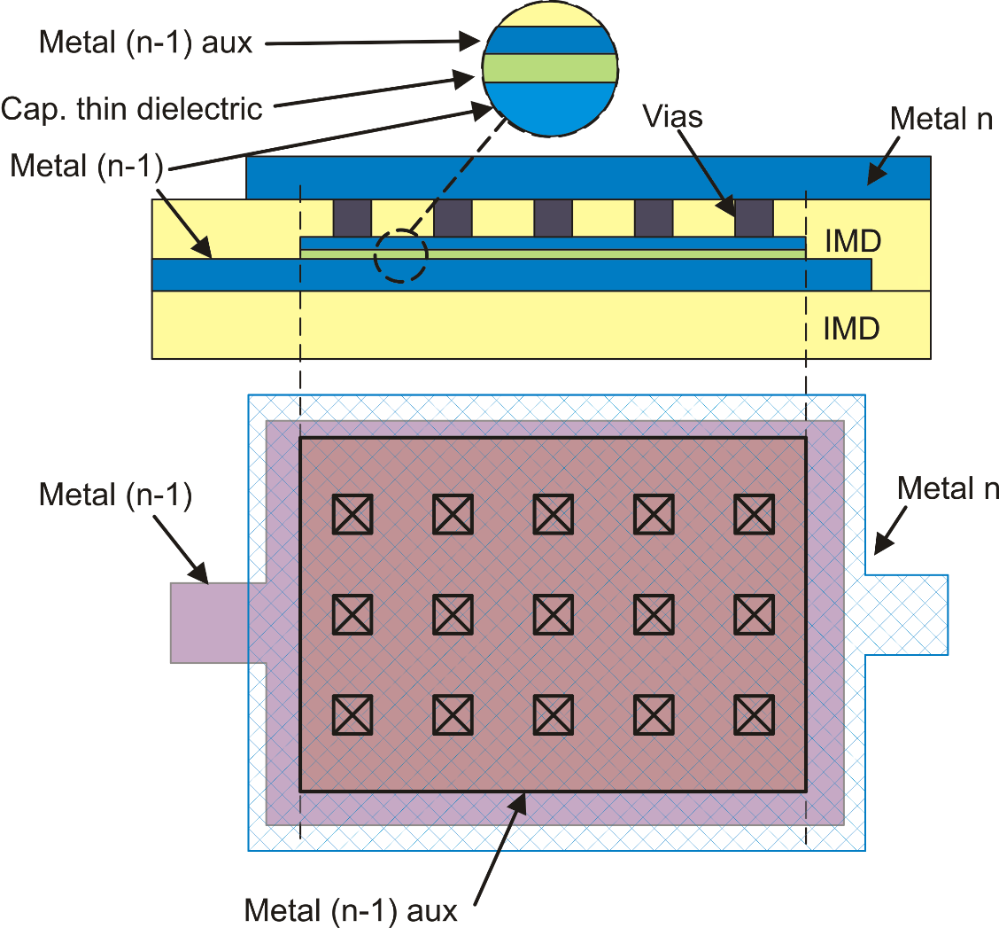 Metal (n-1) aux
Cap. thin dielectric
Vias
Metal n
Metal (n-1)
IMD
IMD
Metal (n-1)
Metal n
Metal (n-1) aux